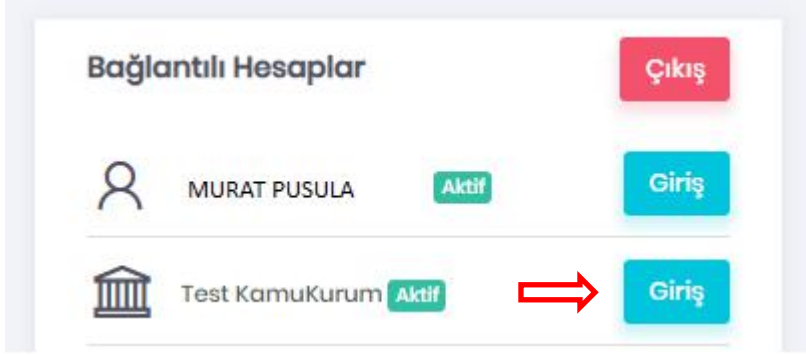 Bağlantılı Hesaplar Çıkış
MURAT PUSULA Aktif Giriş
Test KamuKurum Aktif Giriş